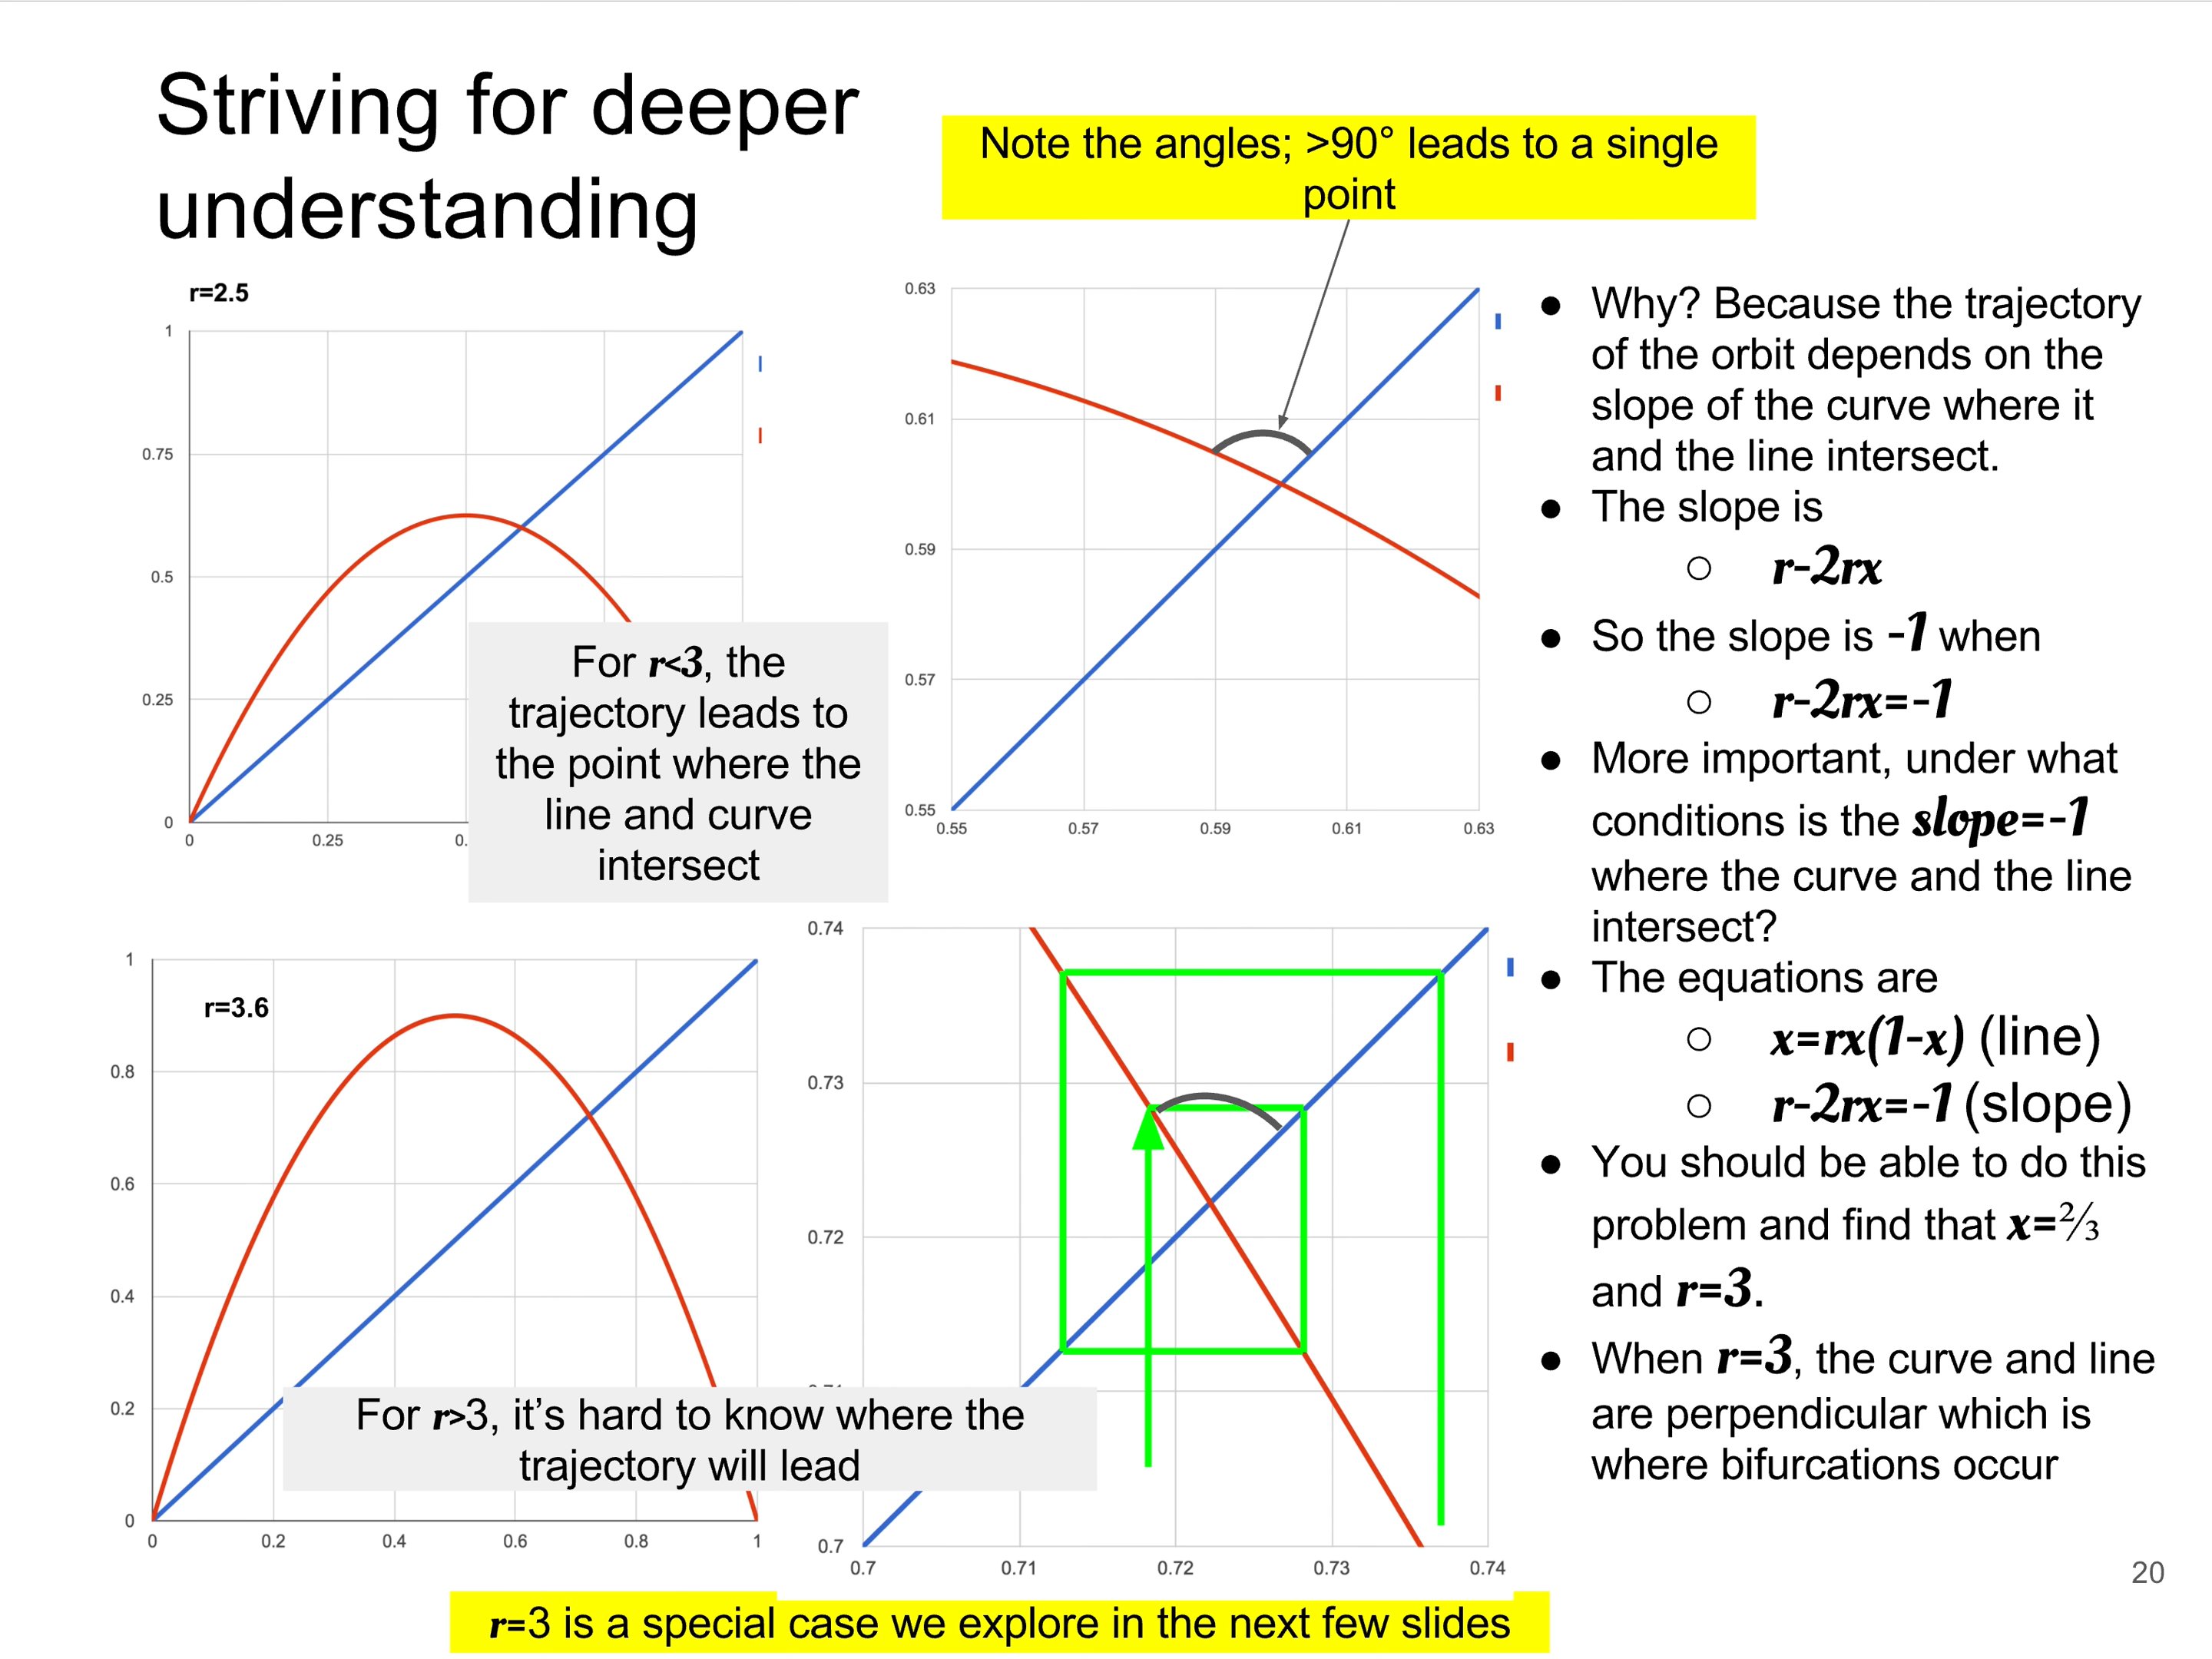 Striving for deeper
understanding
Note the angles; >90° leads to a single
point
r=2.5
1
0.75
0.5
0.25
0
0
0.25
0.
For r<3, the
trajectory leads to
the point where the
line and curve
intersect
0.63
0.61
0.59
0.57
0.55
0.55
0.57
0.59
0.61
0.63
● Why? Because the trajectory
of the orbit depends on the
slope of the curve where it
and the line intersect.
● The slope is
○ r-2rx
● So the slope is -1 when
○ r-2rx=-1
● More important, under what
conditions is the slope=-1
where the curve and the line
intersect?
● The equations are
○ x=rx(1-x) (line)
○ r-2rx=-1 (slope)
● You should be able to do this
problem and find that x=⅔
and r=3.
● When r=3, the curve and line
are perpendicular which is
where bifurcations occur
r=3.6
1
0.8
0.6
0.4
0.2
0
0
0.2
0.4
0.6
0.8
1
0.74
0.73
0.72
0.7
0.7
0.71
0.72
0.73
0.74
For r>3, it's hard to know where the
trajectory will lead
r=3 is a special case we explore in the next few slides
20